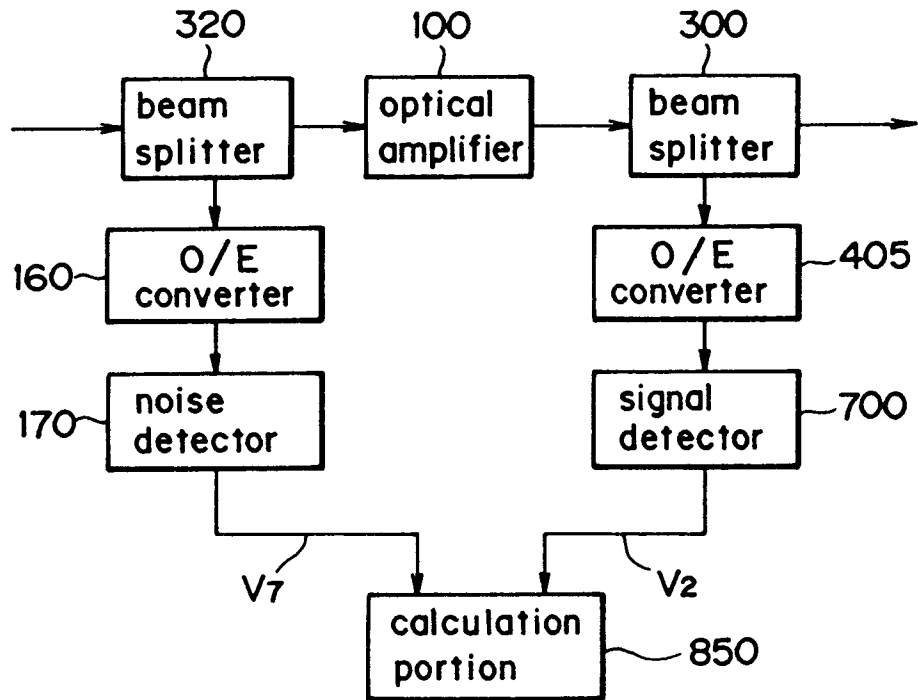 320
100
300
beam
splitter
optical
amplifier
beam
splitter
160
O/E
converter
O/E
converter
405
170
noise
detector
signal
detector
700
V7
V2
calculation
portion
850